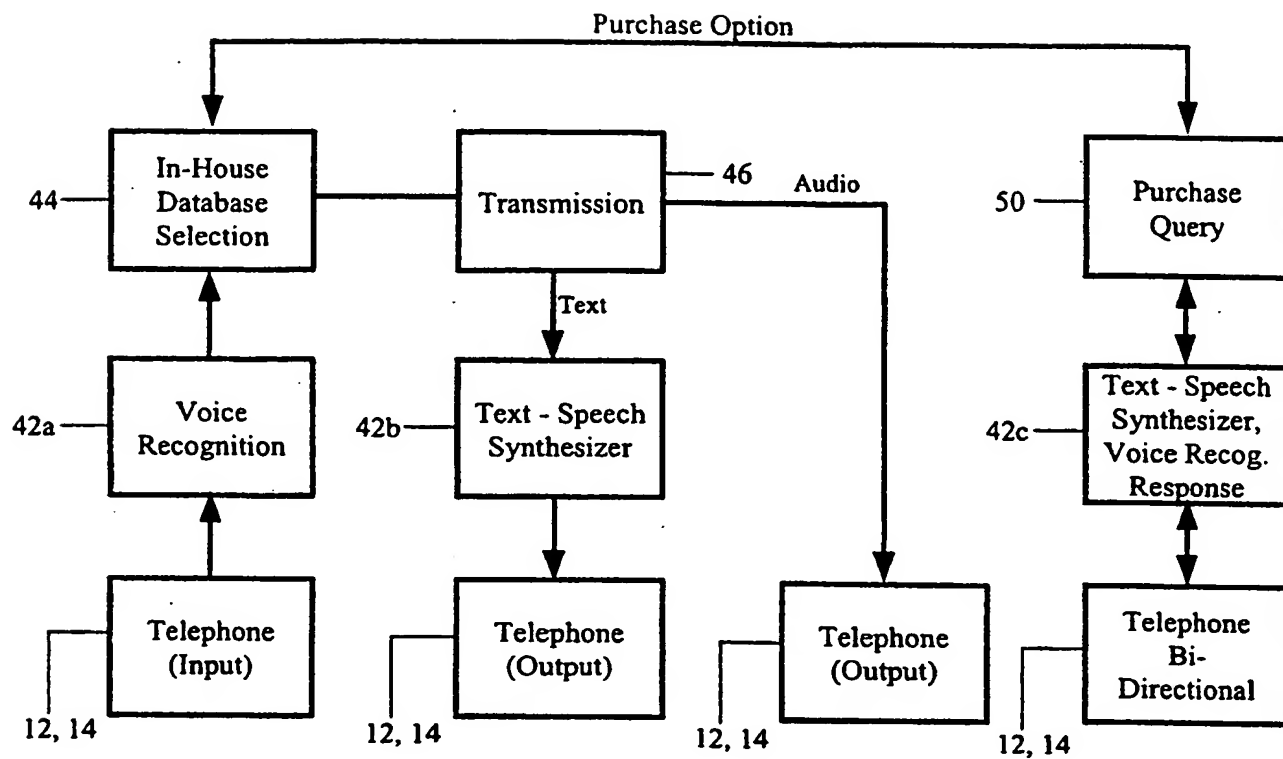 Purchase Option
In-House
Database
Selection
44
Transmission
46
Audio
50
Purchase
Query
Text
42a
Voice
Recognition
42b
Text - Speech
Synthesizer
42c
Text - Speech
Synthesizer,
Voice Recog.
Response
Telephone
(Input)
Telephone
(Output)
Telephone
(Output)
Telephone
Bi-
Directional
12, 14
12, 14
12, 14
12, 14